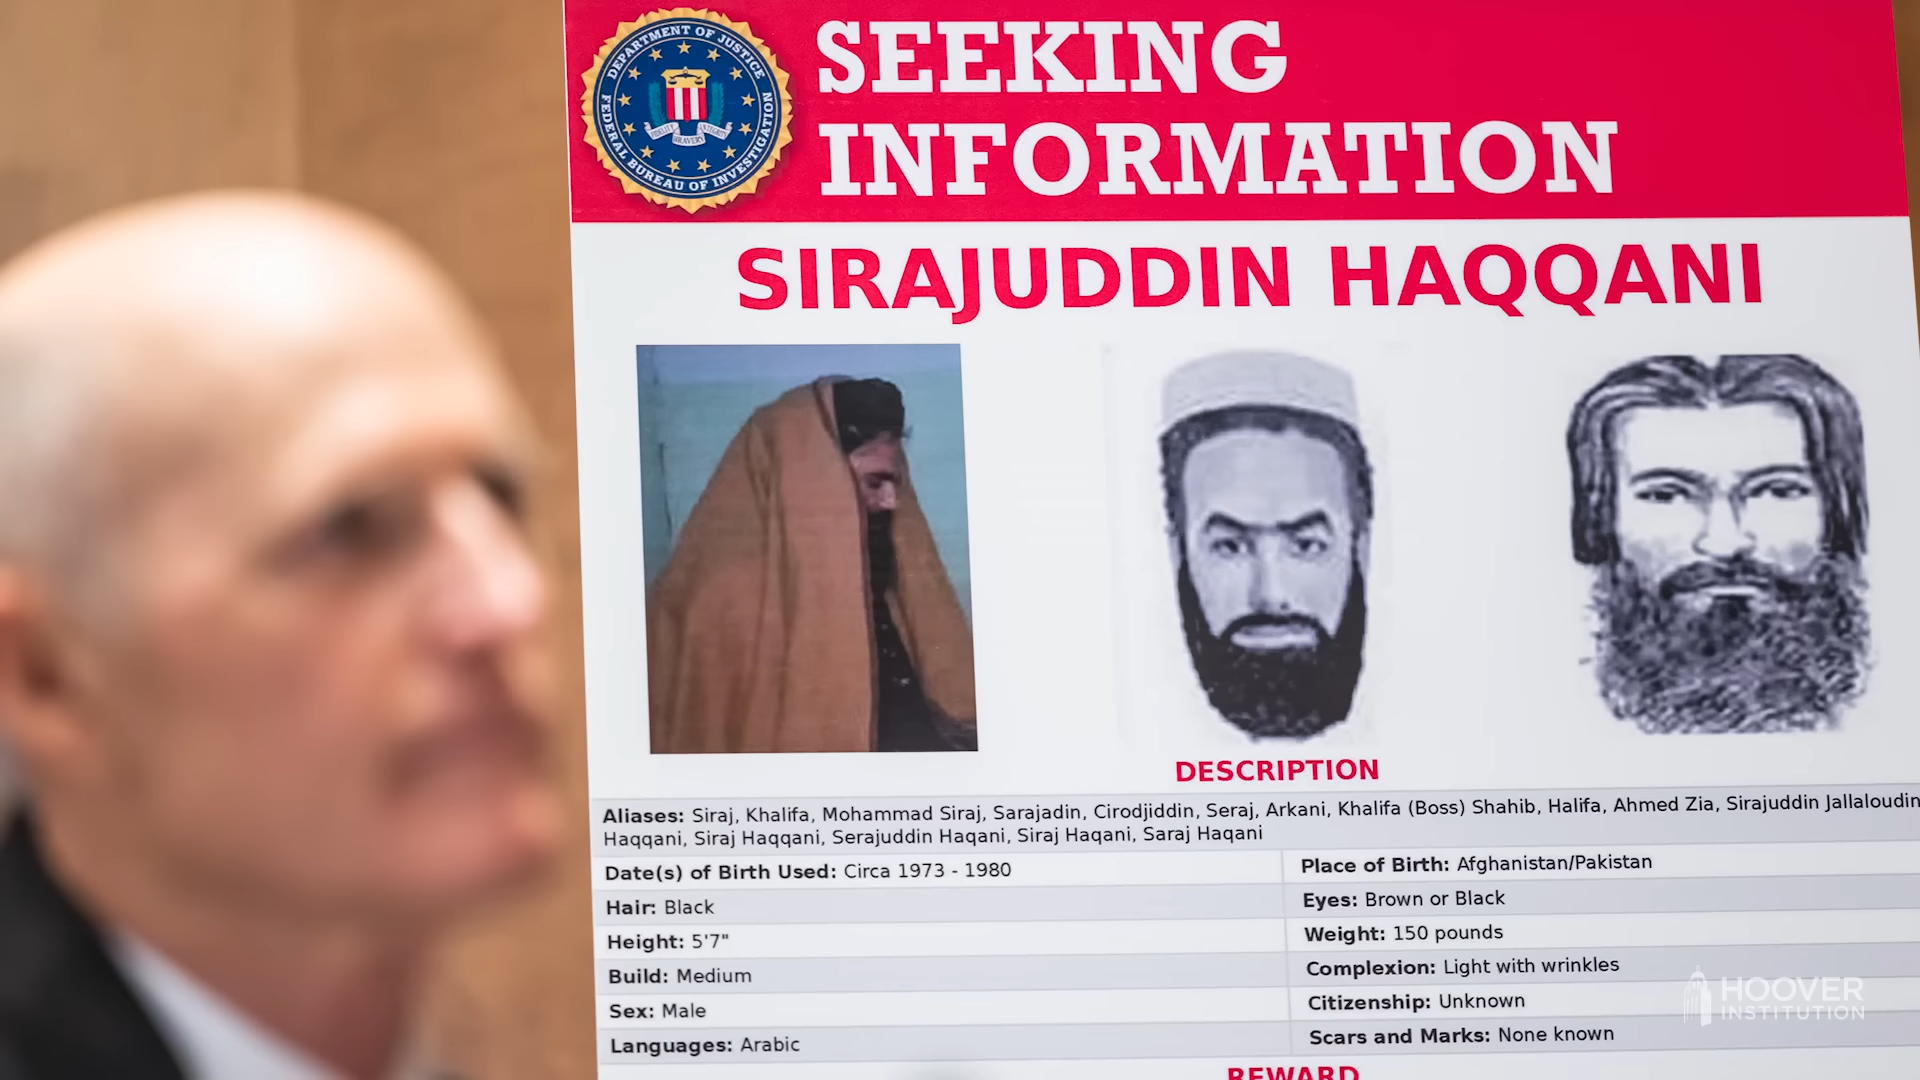 DEPARTMENT OF JUSTICE
FEDERAL BUREAU OF INVESTIGATION
FIDELITY BRAVERY INTEGRITY
SEEKING
INFORMATION
SIRAJUDDIN HAQQANI
DESCRIPTION
Aliases: Siraj, Khalifa, Mohammad Siraj, Sarajadin, Cirodjiddin, Seraj, Arkani, Khalifa (Boss) Shahib, Halifa, Ahmed Zia, Sirajuddin Jallaloudin
Haqqani, Siraj Haqqani, Serajuddin Haqani, Siraj Haqani, Saraj Haqani
Date(s) of Birth Used: Circa 1973 - 1980
Place of Birth: Afghanistan/Pakistan
Hair: Black
Eyes: Brown or Black
Height: 5'7"
Weight: 150 pounds
Build: Medium
Complexion: Light with wrinkles
Sex: Male
Citizenship: Unknown
Languages: Arabic
Scars and Marks: None known
REWARD
HOOVER
INSTITUTION